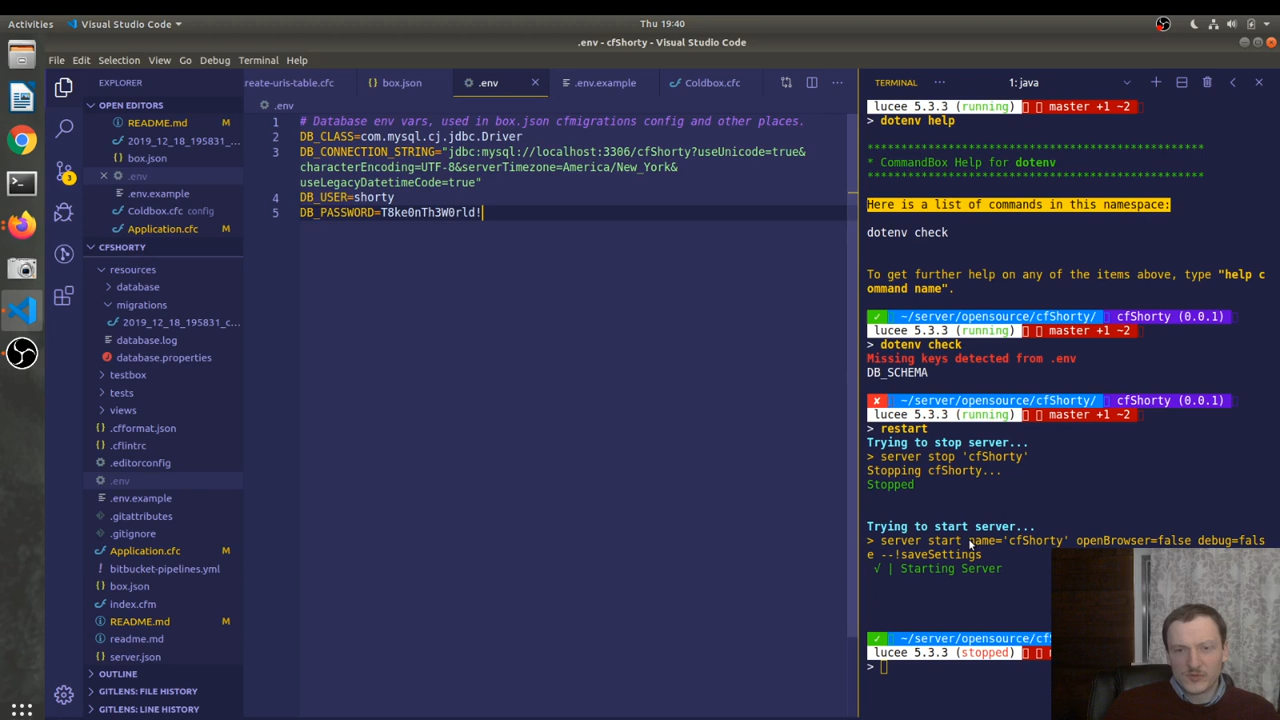 Activities
Visual Studio Code
Thu 19:40
.env - cfShorty - Visual Studio Code
File Edit Selection View Go Debug Terminal Help
EXPLORER
OPEN EDITORS
README.md M
2019_12_18_195831_c...
box.json
.env
.env.example
Coldbox.cfc config
Application.cfc
3
CFSHORTY
resources
database
migrations
2019_12_18_195831_c...
database.log
database.properties
testbox
tests
views
.cfformat.json
.cflintrc
.editorconfig
.env
.env.example
.gitattributes
.gitignore
Application.cfc M
bitbucket-pipelines.yml
box.json
index.cfm
README.md M
readme.md
server.json
OUTLINE
GITLENS: FILE HISTORY
GITLENS: LINE HISTORY
reate-uris-table.cfc
box.json
.env
.env.example
Coldbox.cfc
.env
1 # Database env vars, used in box.json cfmigrations config and other places.
2 DB_CLASS=com.mysql.cj.jdbc.Driver
3 DB_CONNECTION_STRING="jdbc:mysql://localhost:3306/cfShorty?useUnicode=true&
characterEncoding=UTF-8&serverTimezone=America/New_York&
useLegacyDatetimeCode=true"
4 DB_USER=shorty
5 DB_PASSWORD=T8ke0nTh3W0rld!
TERMINAL
1: java
lucee 5.3.3 (running) master +1 ~2
> dotenv help
***************************************************
* CommandBox Help for dotenv
***************************************************
Here is a list of commands in this namespace:
dotenv check
To get further help on any of the items above, type "help c
ommand name".
✓ ~/server/opensource/cfShorty/ cfShorty (0.0.1)
lucee 5.3.3 (running) master +1 ~2
> dotenv check
Missing keys detected from .env
DB_SCHEMA
✘ ~/server/opensource/cfShorty/ cfShorty (0.0.1)
lucee 5.3.3 (running) master +1 ~2
> restart
Trying to stop server...
> server stop 'cfShorty'
Stopping cfShorty...
Stopped
Trying to start server...
> server start name='cfShorty' openBrowser=false debug=fals
e --!saveSettings
√ | Starting Server
✓ ~/server/opensource/cf
lucee 5.3.3 (stopped)
>